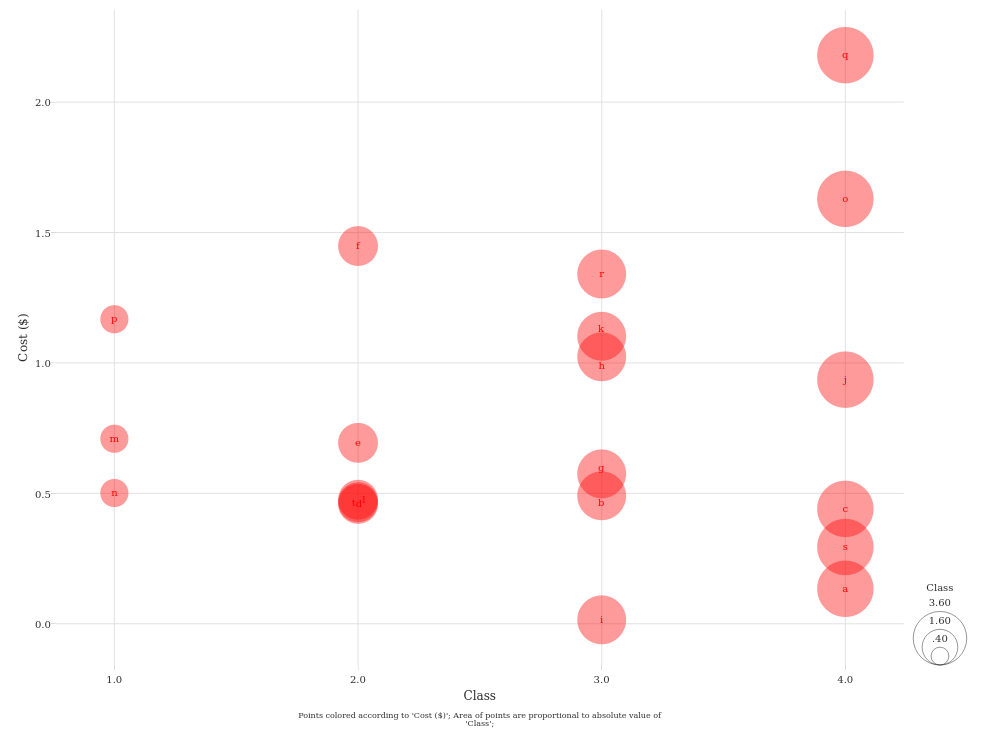 q
2.0
o
1.5
f
r
p
k
Cost ($)
h
1.0
j
m
e
g
n
0.5
t
d
l
b
c
s
a
Class
3.60
1.60
.40
i
0.0
1.0
2.0
3.0
4.0
Class
Points colored according to 'Cost ($)'; Area of points are proportional to absolute value of
'Class';